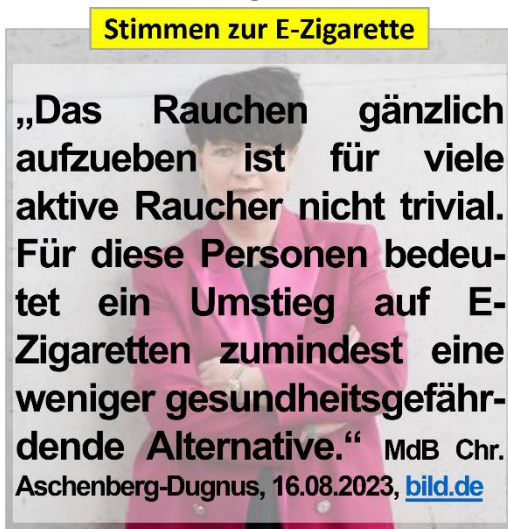 Stimmen zur E-Zigarette
„Das Rauchen gänzlich
aufzueben ist für viele
aktive Raucher nicht trivial.
Für diese Personen bedeu-
tet ein Umstieg auf E-
Zigaretten zumindest eine
weniger gesundheitsgefähr-
dende Alternative.“ MdB Chr.
Aschenberg-Dugnus, 16.08.2023, bild.de